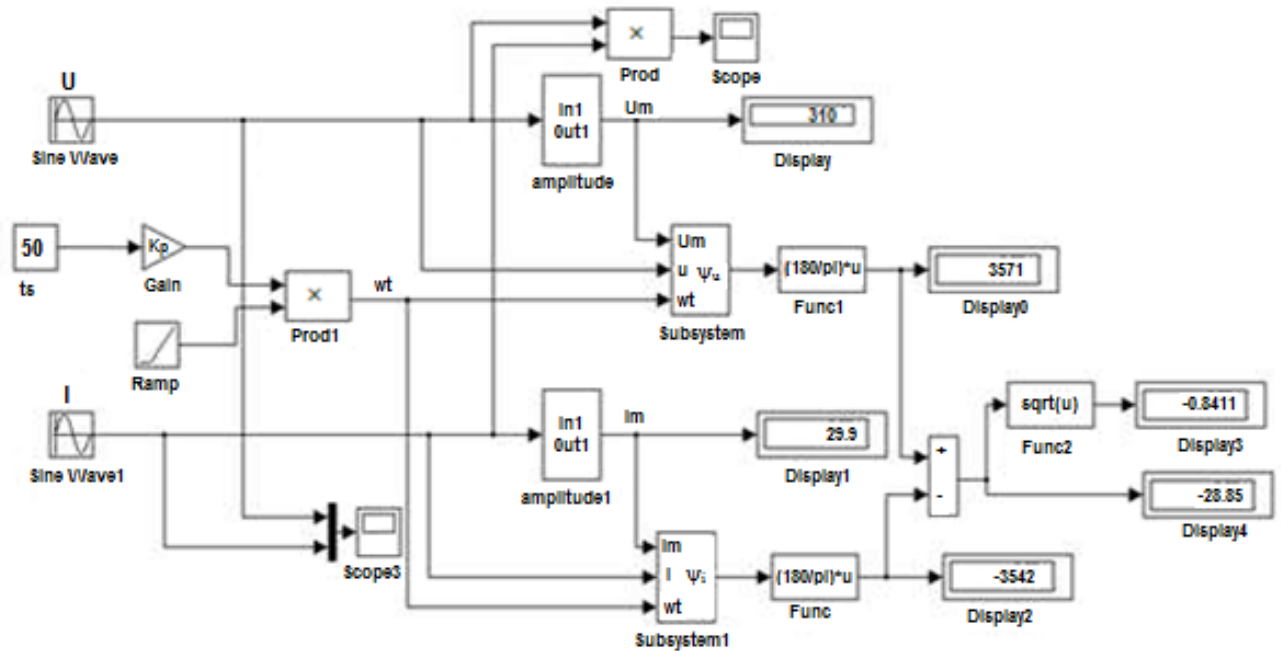 ×
Prod
Scope
U
Sine Wave
In1
Out1
amplitude
Um
310
Display
50
ts
Kp
Gain
×
Prod1
wt
Ramp
Um
u ψu
wt
Subsystem
(180/pi)*u
Func1
3571
Display0
I
Sine Wave1
In1
Out1
amplitude1
Im
29.9
Display1
sqrt(u)
Func2
-0.8411
Display3
+
-
-28.85
Display4
Scope3
Im
I ψi
wt
Subsystem1
(180/pi)*u
Func
-3542
Display2